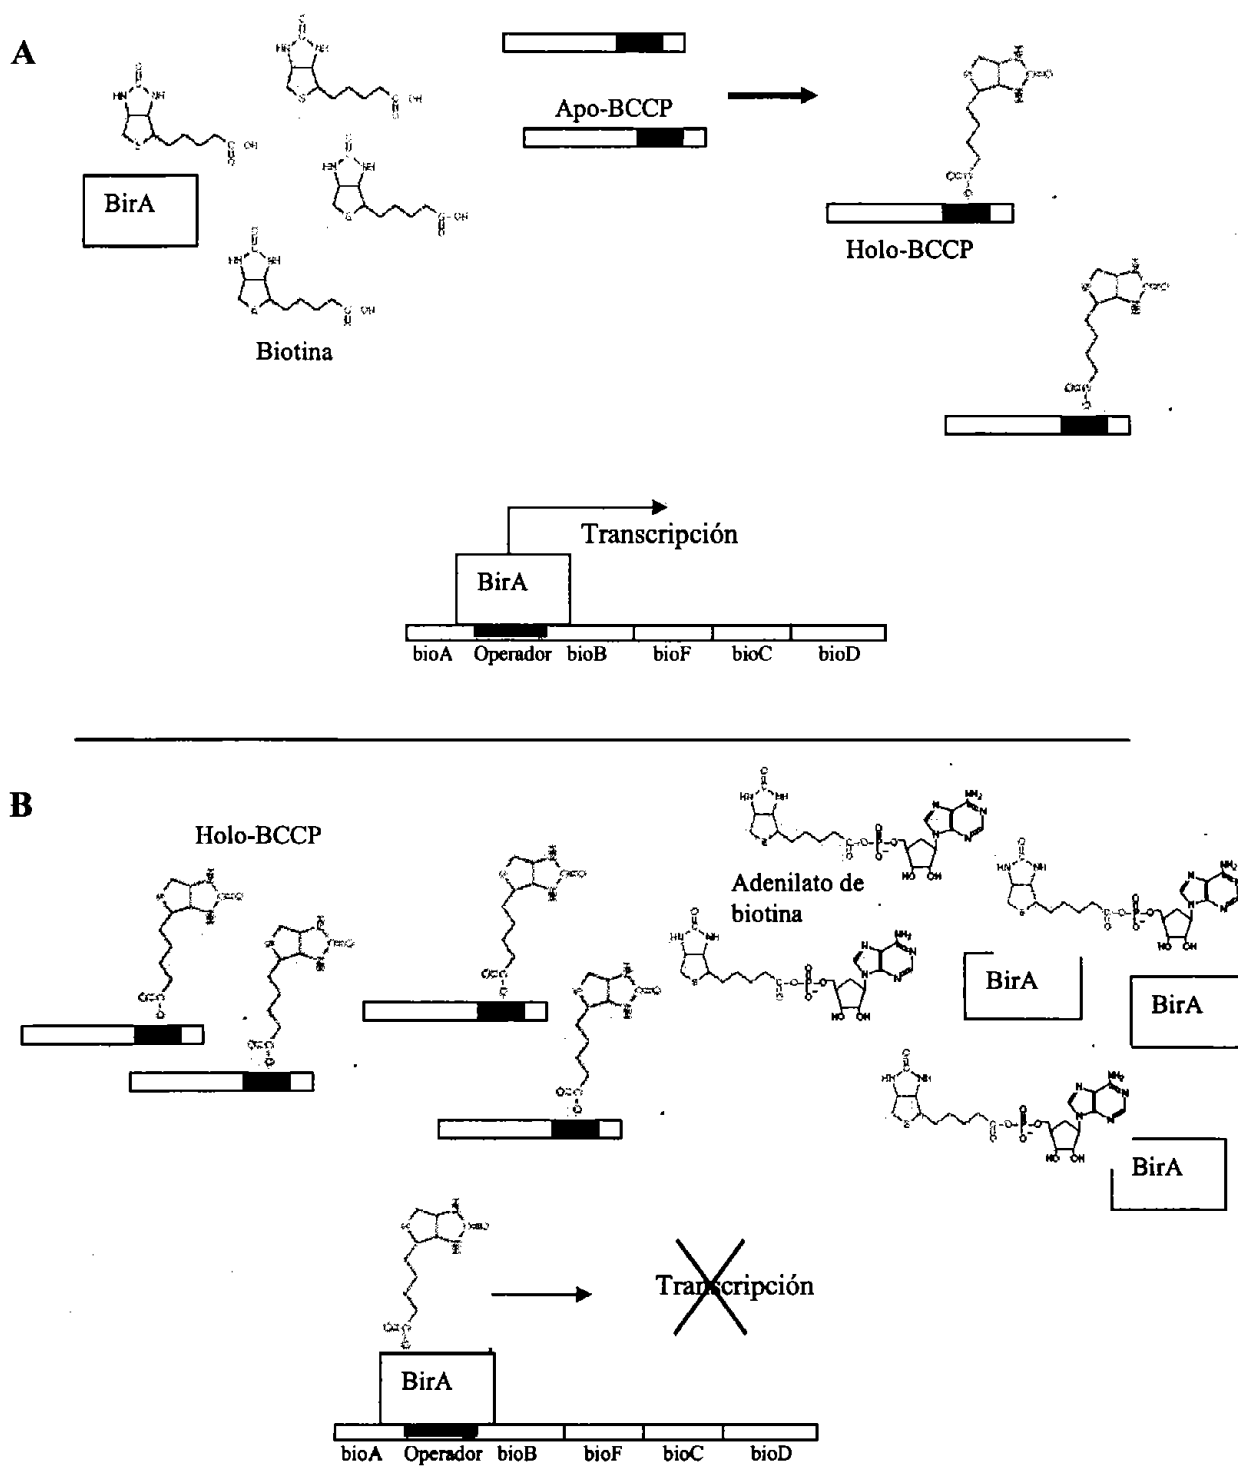 A
Apo-BCCP
BirA
Biotina
Holo-BCCP
Transcripción
BirA
bioA Operador bioB bioF bioC bioD
B
Holo-BCCP
Adenilato de
biotina
BirA
BirA
BirA
Transcripción
BirA
bioA Operador bioB bioF bioC bioD